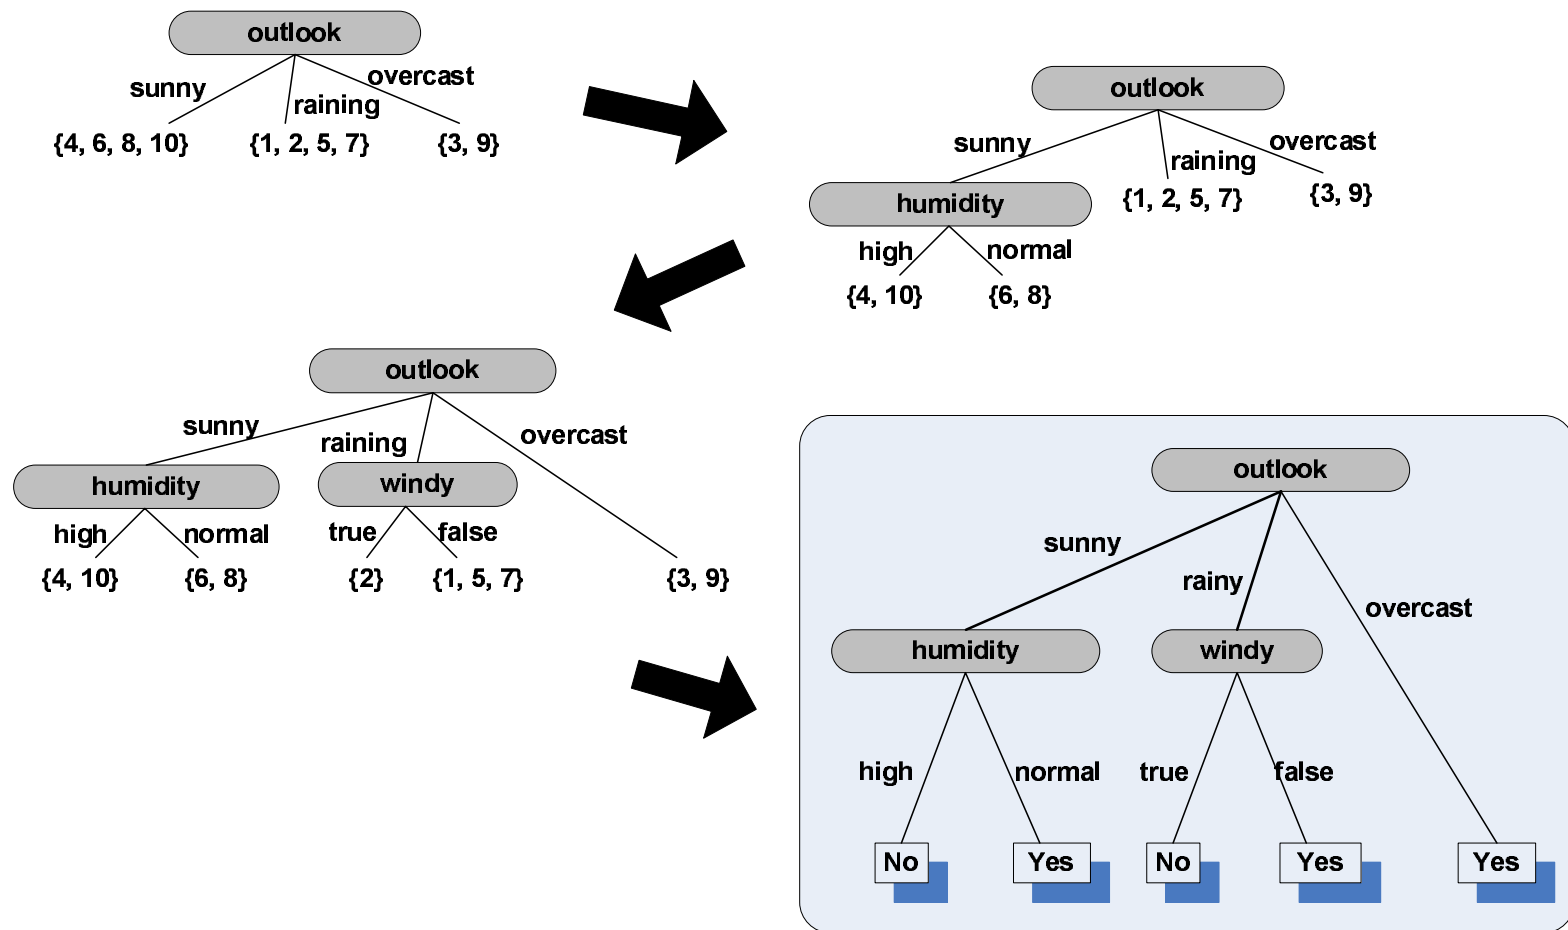 outlook
sunny
raining
overcast
{4, 6, 8, 10}
{1, 2, 5, 7}
{3, 9}
outlook
sunny
raining
overcast
humidity
{1, 2, 5, 7}
{3, 9}
high
normal
{4, 10}
{6, 8}
outlook
sunny
raining
overcast
humidity
windy
high
normal
true
false
{4, 10}
{6, 8}
{2}
{1, 5, 7}
{3, 9}
outlook
sunny
rainy
overcast
humidity
windy
high
normal
true
false
No
Yes
No
Yes
Yes